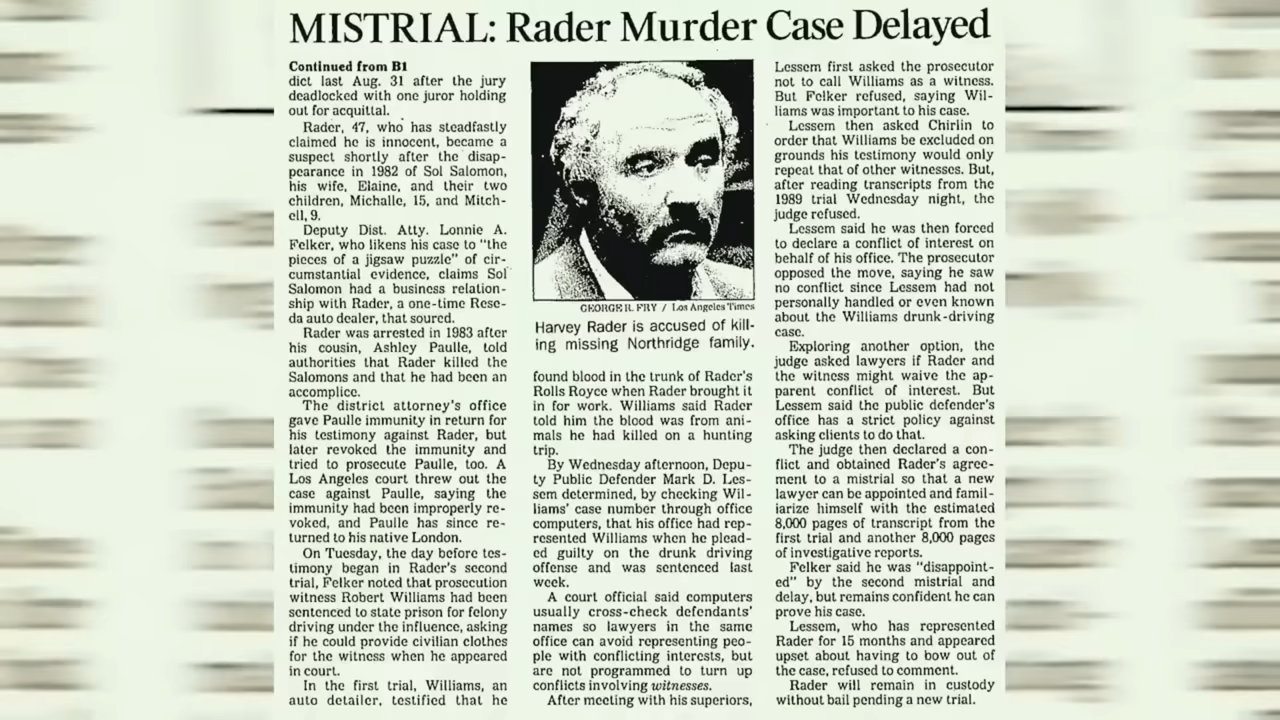 MISTRIAL: Rader Murder Case Delayed
Continued from B1
dict last Aug. 31 after the jury
deadlocked with one juror holding
out for acquittal.
Rader, 47, who has steadfastly
claimed he is innocent, became a
suspect shortly after the disap-
pearance in 1982 of Sol Salomon,
his wife, Elaine, and their two
children, Michalle, 15, and Mitch-
ell, 9.
Deputy Dist. Atty. Lonnie A.
Felker, who likens his case to "the
pieces of a jigsaw puzzle" of cir-
cumstantial evidence, claims Sol
Salomon had a business relation-
ship with Rader, a one-time Rese-
da auto dealer, that soured.
Rader was arrested in 1983 after
his cousin, Ashley Paulle, told
authorities that Rader killed the
Salomons and that he had been an
accomplice.
The district attorney's office
gave Paulle immunity in return for
his testimony against Rader, but
later revoked the immunity and
tried to prosecute Paulle, too. A
Los Angeles court threw out the
case against Paulle, saying the
immunity had been improperly re-
voked, and Paulle has since re-
turned to his native London.
On Tuesday, the day before tes-
timony began in Rader's second
trial, Felker noted that prosecution
witness Robert Williams had been
sentenced to state prison for felony
driving under the influence, asking
if he could provide civilian clothes
for the witness when he appeared
in court.
In the first trial, Williams, an
auto detailer, testified that he
GEORGE R. FRY / Los Angeles Times
Harvey Rader is accused of kill-
ing missing Northridge family.
found blood in the trunk of Rader's
Rolls Royce when Rader brought it
in for work. Williams said Rader
told him the blood was from ani-
mals he had killed on a hunting
trip.
By Wednesday afternoon, Depu-
ty Public Defender Mark D. Les-
sem determined, by checking Wil-
liams' case number through office
computers, that his office had rep-
resented Williams when he plead-
ed guilty on the drunk driving
offense and was sentenced last
week.
A court official said computers
usually cross-check defendants'
names so lawyers in the same
office can avoid representing peo-
ple with conflicting interests, but
are not programmed to turn up
conflicts involving witnesses.
After meeting with his superiors,
Lessem first asked the prosecutor
not to call Williams as a witness.
But Felker refused, saying Wil-
liams was important to his case.
Lessem then asked Chirlin to
order that Williams be excluded on
grounds his testimony would only
repeat that of other witnesses. But,
after reading transcripts from the
1989 trial Wednesday night, the
judge refused.
Lessem said he was then forced
to declare a conflict of interest on
behalf of his office. The prosecutor
opposed the move, saying he saw
no conflict since Lessem had not
personally handled or even known
about the Williams drunk-driving
case.
Exploring another option, the
judge asked lawyers if Rader and
the witness might waive the ap-
parent conflict of interest. But
Lessem said the public defender's
office has a strict policy against
asking clients to do that.
The judge then declared a con-
flict and obtained Rader's agree-
ment to a mistrial so that a new
lawyer can be appointed and famil-
iarize himself with the estimated
8,000 pages of transcript from the
first trial and another 8,000 pages
of investigative reports.
Felker said he was "disappoint-
ed" by the second mistrial and
delay, but remains confident he can
prove his case.
Lessem, who has represented
Rader for 15 months and appeared
upset about having to bow out of
the case, refused to comment.
Rader will remain in custody
without bail pending a new trial.